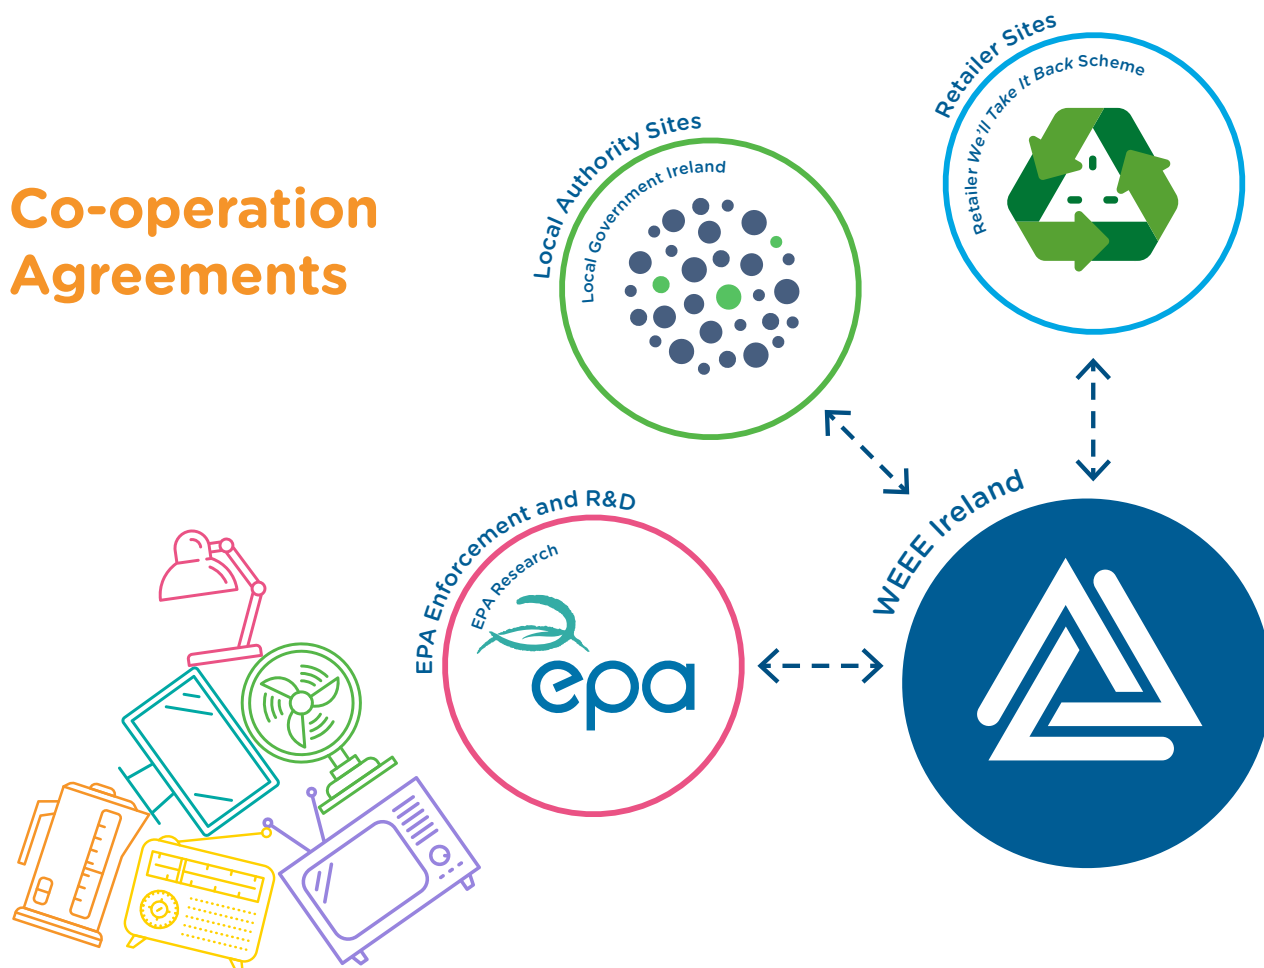 Co-operation
Agreements
Retailer Sites
Retailer We'll Take It Back Scheme
Local Authority Sites
Local Government Ireland
EPA Enforcement and R&D
EPA Research
epa
WEEE Ireland